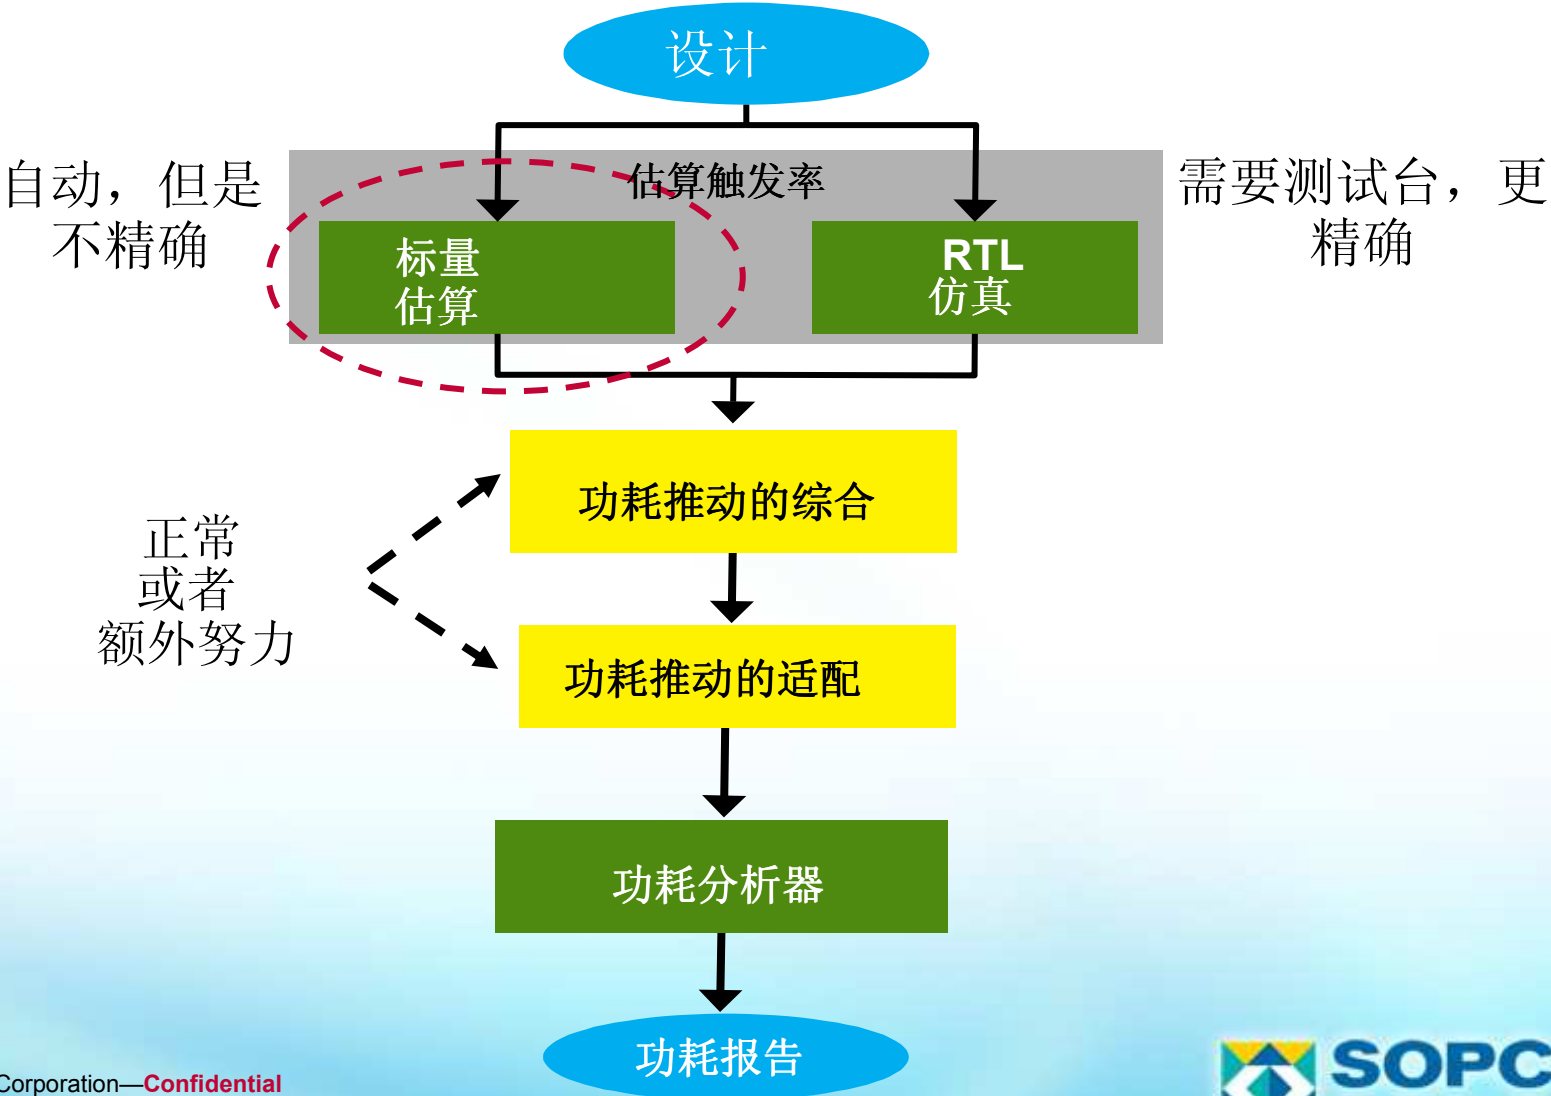 设计
自动，但是
不精确
估算触发率
需要测试台，更
精确
标量
估算
RTL
仿真
功耗推动的综合
正常
或者
额外努力
功耗推动的适配
功耗分析器
功耗报告
Corporation—Confidential
SOPC